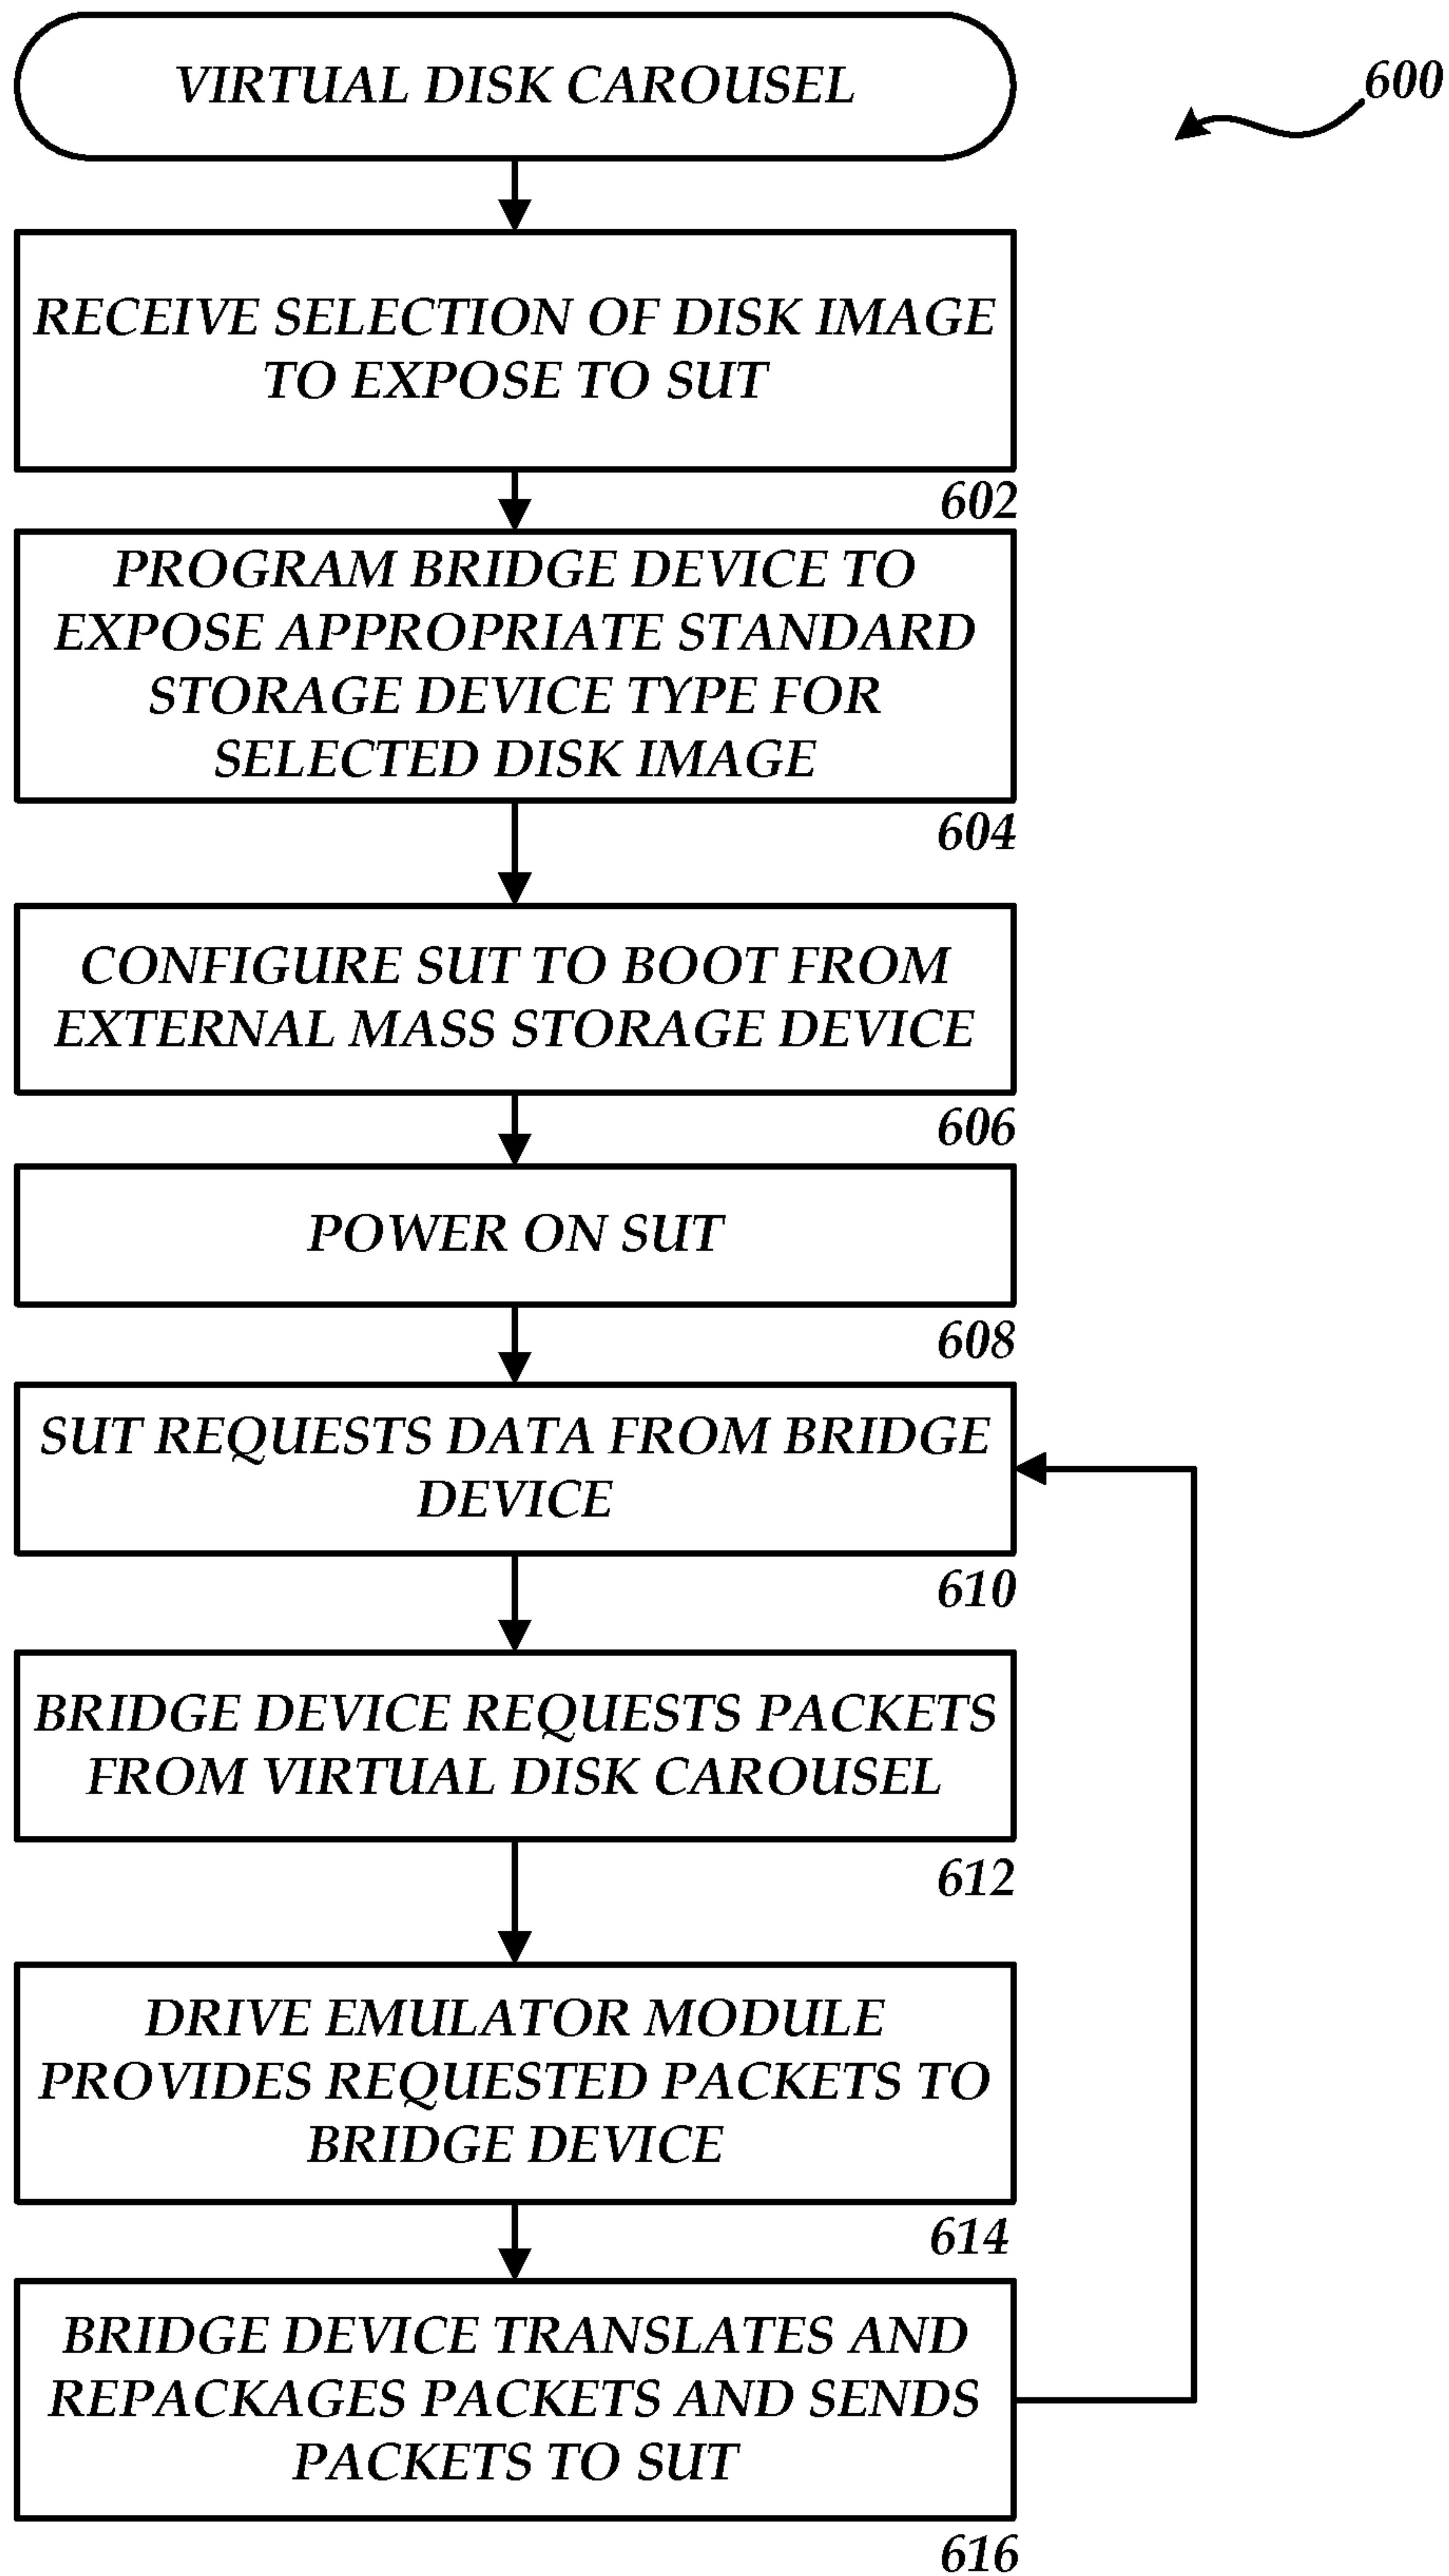 VIRTUAL DISK CAROUSEL
600
RECEIVE SELECTION OF DISK IMAGE
TO EXPOSE TO SUT
602
PROGRAM BRIDGE DEVICE TO
EXPOSE APPROPRIATE STANDARD
STORAGE DEVICE TYPE FOR
SELECTED DISK IMAGE
604
CONFIGURE SUT TO BOOT FROM
EXTERNAL MASS STORAGE DEVICE
606
POWER ON SUT
608
SUT REQUESTS DATA FROM BRIDGE
DEVICE
610
BRIDGE DEVICE REQUESTS PACKETS
FROM VIRTUAL DISK CAROUSEL
612
DRIVE EMULATOR MODULE
PROVIDES REQUESTED PACKETS TO
BRIDGE DEVICE
614
BRIDGE DEVICE TRANSLATES AND
REPACKAGES PACKETS AND SENDS
PACKETS TO SUT
616